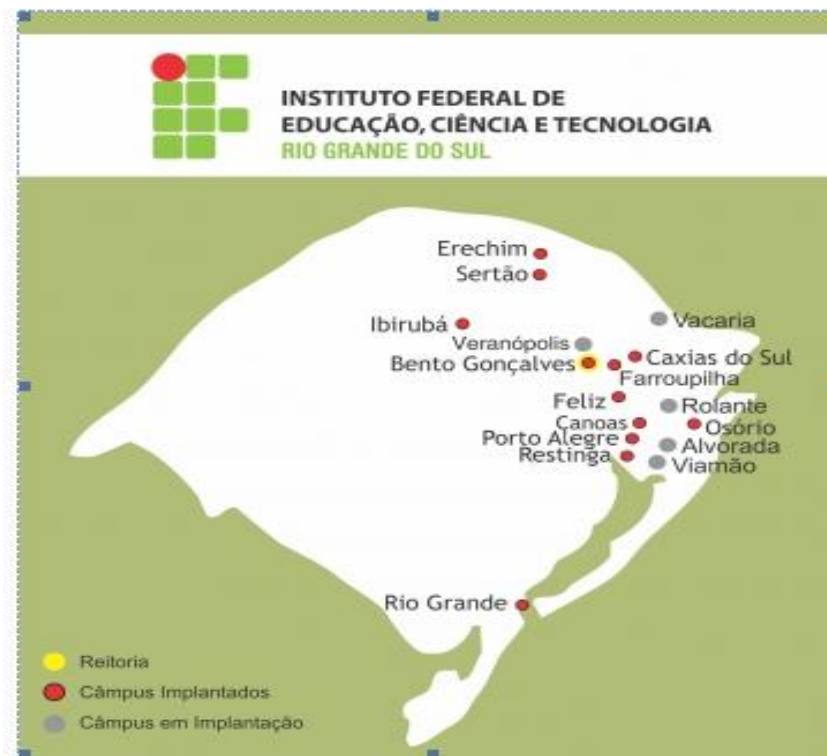 INSTITUTO FEDERAL DE
EDUCAÇÃO, CIÊNCIA E TECNOLOGIA
RIO GRANDE DO SUL
Erechim
Sertão
Ibirubá
Vacaria
Veranópolis
Caxias do Sul
Bento Gonçalves
Farroupilha
Feliz
Rolante
Canoas
Osório
Porto Alegre
Alvorada
Restinga
Viamão
Rio Grande
Reitoria
Câmpus Implantados
Câmpus em Implantação